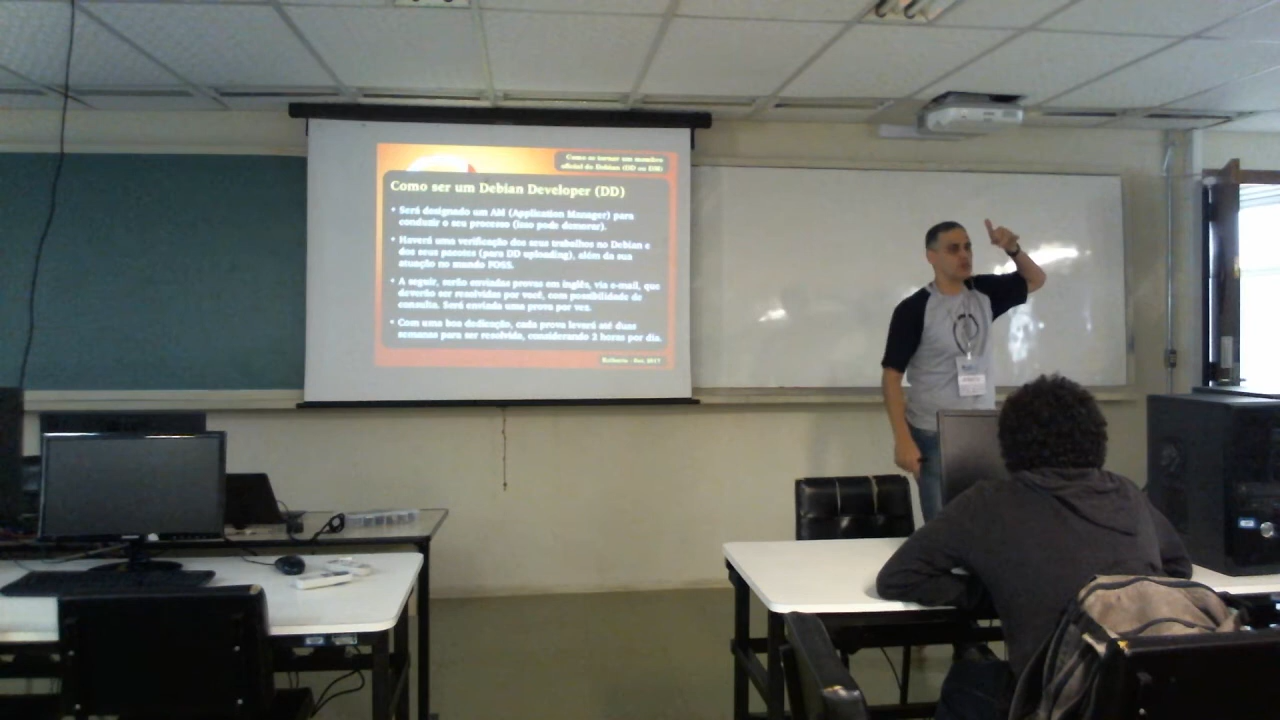 Como se tornar um membro
oficial do Debian (DD ou DM)
Como ser um Debian Developer (DD)
• Será designado um AM (Application Manager) para
conduzir o seu processo (isso pode demorar).
• Haverá uma verificação dos seus trabalhos no Debian e
dos seus pacotes (para DD uploading), além da sua
atuação no mundo FOSS.
• A seguir, serão enviadas provas em inglês, via e-mail, que
deverão ser resolvidas por você, com possibilidade de
consulta. Será enviada uma prova por vez.
• Com uma boa dedicação, cada prova levará até duas
semanas para ser resolvida, considerando 2 horas por dia.
2017